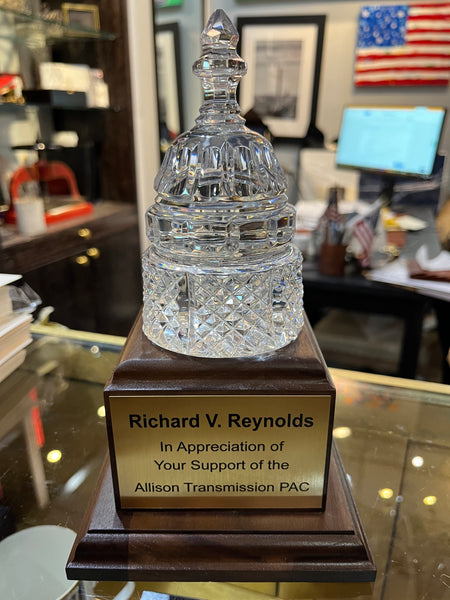 Richard V. Reynolds
In Appreciation of
Your Support of the
Allison Transmission PAC